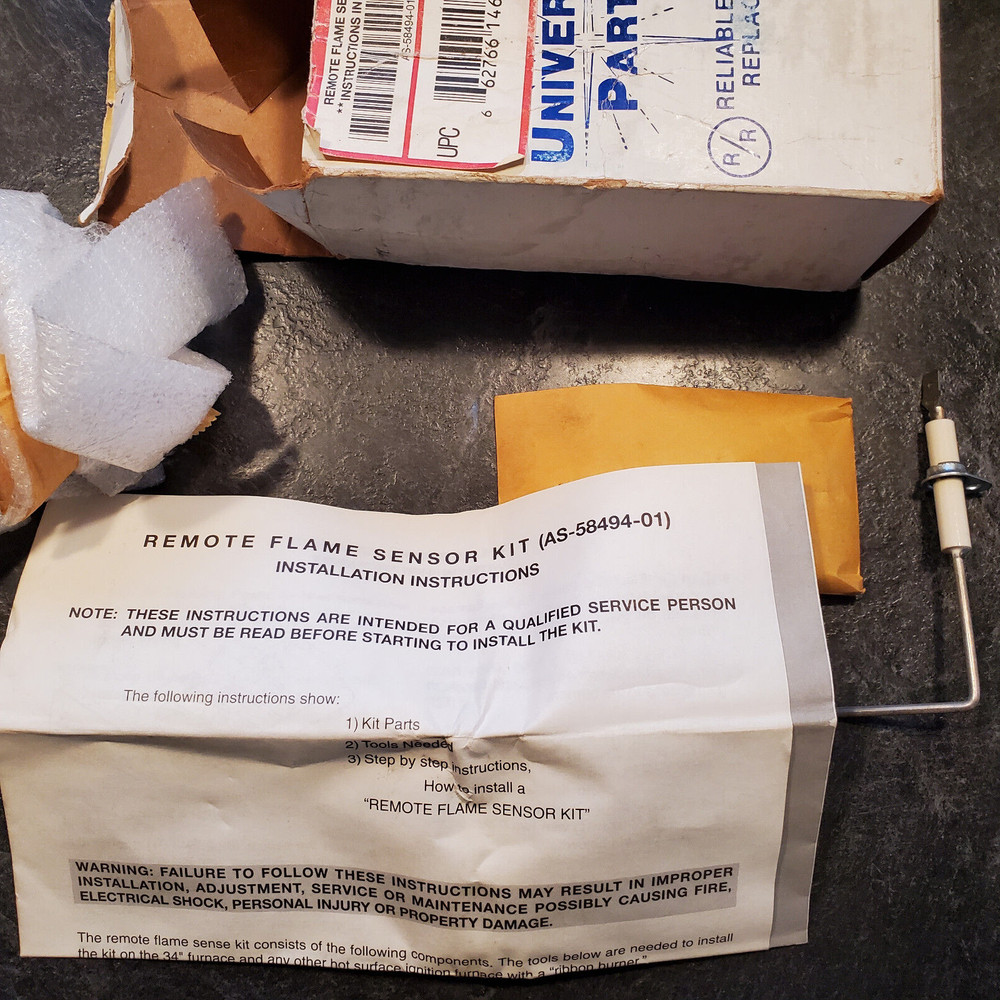 REMOTE FLAME SE
**INSTRUCTIONS IN
AS-58494-01
UPC
6 62766 146
UNIVER
PART
R/R
RELIABLE
REPLAC
REMOTE FLAME SENSOR KIT (AS-58494-01)
INSTALLATION INSTRUCTIONS
NOTE: THESE INSTRUCTIONS ARE INTENDED FOR A QUALIFIED SERVICE PERSON
AND MUST BE READ BEFORE STARTING TO INSTALL THE KIT.
The following instructions show:
1) Kit Parts
2) Tools Needed
3) Step by step instructions,
How to install a
"REMOTE FLAME SENSOR KIT"
WARNING: FAILURE TO FOLLOW THESE INSTRUCTIONS MAY RESULT IN IMPROPER
INSTALLATION, ADJUSTMENT, SERVICE OR MAINTENANCE POSSIBLY CAUSING FIRE,
ELECTRICAL SHOCK, PERSONAL INJURY OR PROPERTY DAMAGE.
The remote flame sense kit consists of the following components. The tools below are needed to install
the kit on the 34" furnace and any other hot surface ignition furnace with a "ribbon burner."